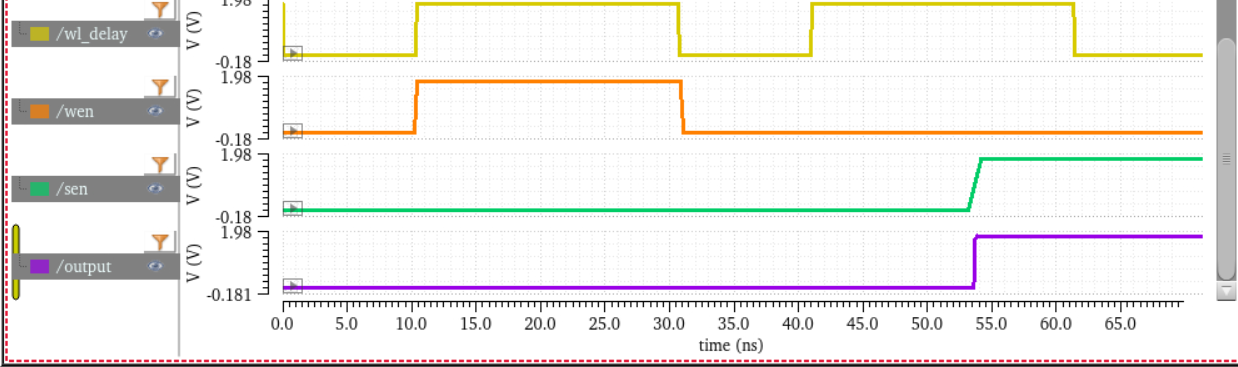 1.98
/wl_delay
V (V)
-0.18
1.98
/wen
V (V)
-0.18
1.98
/sen
V (V)
-0.18
1.98
/output
V (V)
-0.181
0.0 5.0 10.0 15.0 20.0 25.0 30.0 35.0 40.0 45.0 50.0 55.0 60.0 65.0
time (ns)